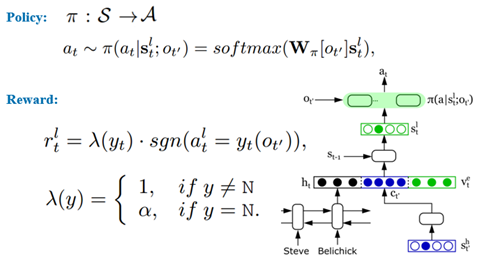 Policy: π : S → A
a_t ∼ π(a_t|s_t^l; o_t′) = softmax(W_π[o_t′]s_t^l),
Reward:
r_t^l = λ(y_t) · sgn(a_t^l = y_t(o_t′)),
λ(y) = { 1, if y ≠ N
α, if y = N.
a_t
o_t′ π(a|s_t^l;o_t′)
s_t^l
s_t-1
h_t v_t^e
c_t′
Steve Belichick
s_t′^h